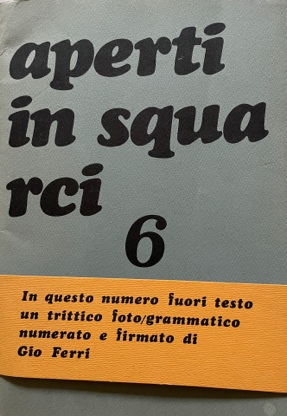 aperti
in squa
rci
6
In questo numero fuori testo
un trittico foto/grammatico
numerato e firmato di
Gio Ferri